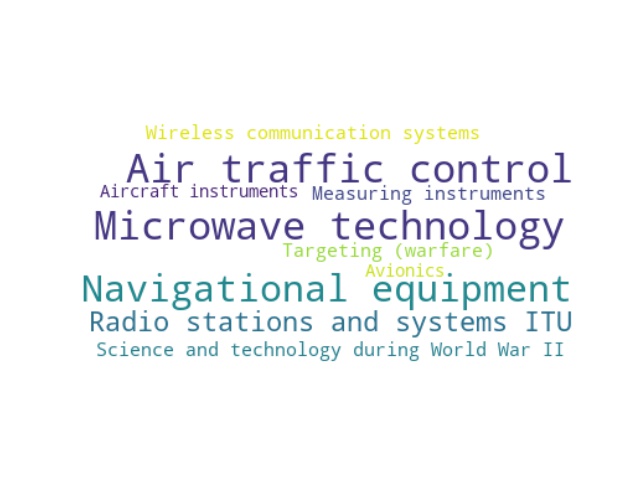 Wireless communication systems
Air traffic control
Aircraft instruments Measuring instruments
Microwave technology
Targeting (warfare)
Avionics
Navigational equipment
Radio stations and systems ITU
Science and technology during World War II